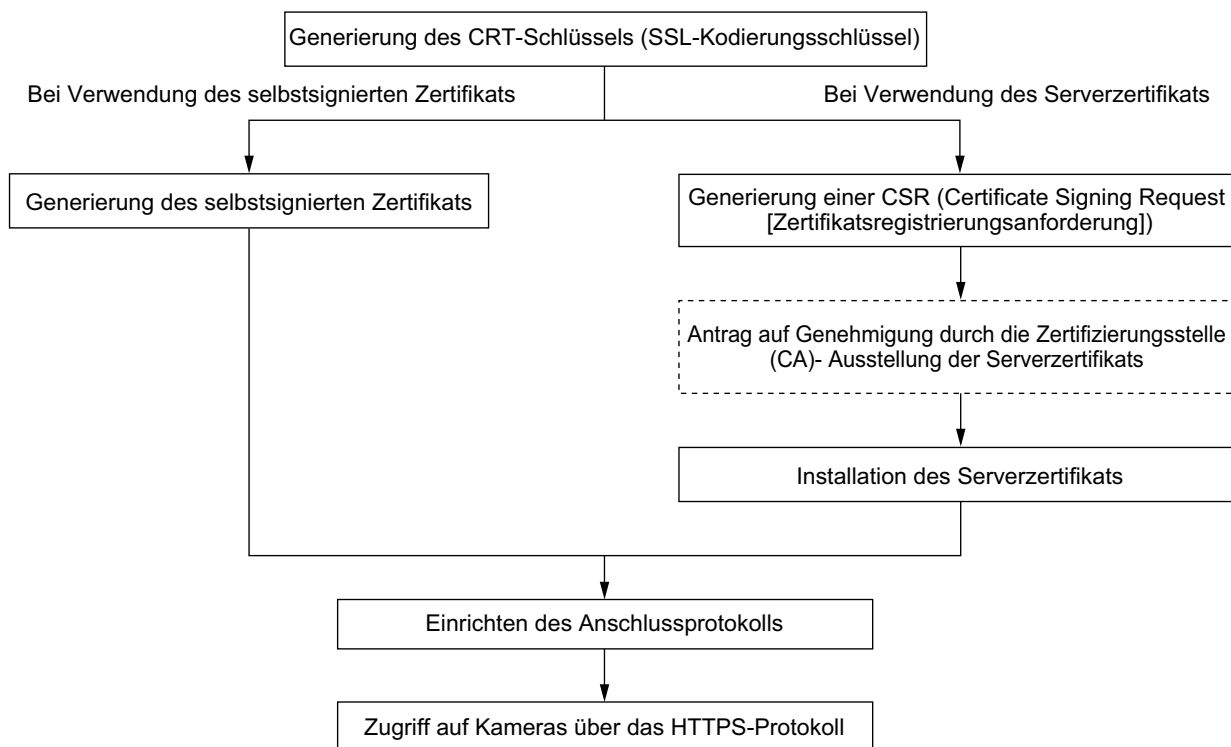 Generierung des CRT-Schlüssels (SSL-Kodierungsschlüssel)
Bei Verwendung des selbstsignierten Zertifikats
Bei Verwendung des Serverzertifikats
Generierung des selbstsignierten Zertifikats
Generierung einer CSR (Certificate Signing Request
[Zertifikatsregistrierungsanforderung])
Antrag auf Genehmigung durch die Zertifizierungsstelle
(CA)- Ausstellung der Serverzertifikats
Installation des Serverzertifikats
Einrichten des Anschlussprotokolls
Zugriff auf Kameras über das HTTPS-Protokoll